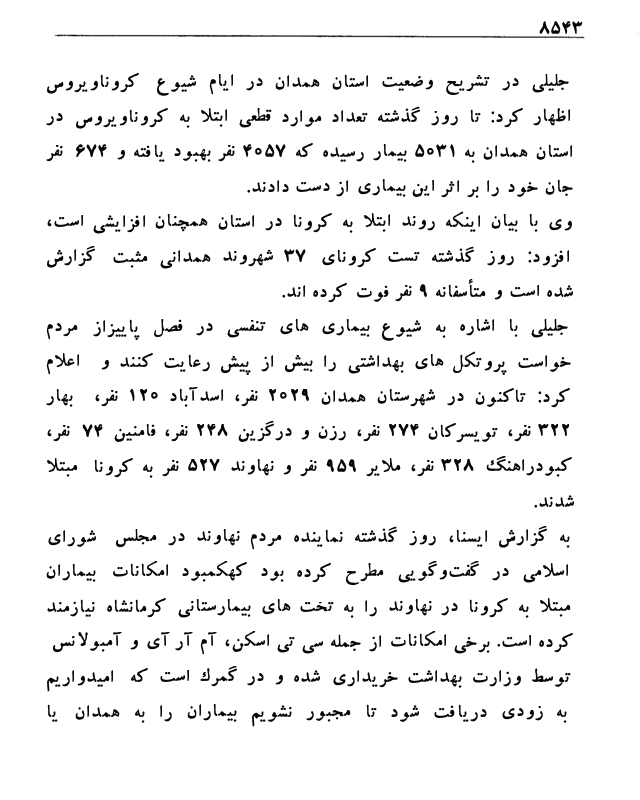 ۸۵۴۳
جلیلی در تشریح وضعیت استان همدان در ایام شیوع کروناویروس
اظهار کرد: تا روز گذشته تعداد موارد قطعی ابتلا به کروناویروس در
استان همدان به ۵۰۳۱ بیمار رسیده که ۴۰۵۷ نفر بهبود یافته و ۶۷۴ نفر
جان خود را بر اثر این بیماری از دست دادند.
وی با بیان اینکه روند ابتلا به کرونا در استان همچنان افزایشی است،
افزود: روز گذشته تست کرونای ۳۷ شهروند همدانی مثبت گزارش
شده است و متأسفانه ۹ نفر فوت کرده اند.
جلیلی با اشاره به شیوع بیماری های تنفسی در فصل پاییزاز مردم
خواست پروتکل های بهداشتی را بیش از پیش رعایت کنند و اعلام
کرد: تاکنون در شهرستان همدان ۲۰۲۹ نفر، اسدآباد ۱۲۰ نفر، بهار
۳۲۲ نفر، تویسرکان ۲۷۴ نفر، رزن و درگزین ۲۴۸ نفر، فامنین ۷۴ نفر،
کبودراهنگ ۳۲۸ نفر، ملایر ۹۵۹ نفر و نهاوند ۵۲۷ نفر به کرونا مبتلا
شدند.
به گزارش ایسنا، روز گذشته نماینده مردم نهاوند در مجلس شورای
اسلامی در گفت‌وگویی مطرح کرده بود کهکمبود امکانات بیماران
مبتلا به کرونا در نهاوند را به تخت های بیمارستانی کرمانشاه نیازمند
کرده است. برخی امکانات از جمله سی تی اسکن، آم آر آی و آمبولانس
توسط وزارت بهداشت خریداری شده و در گمرك است که امیدواریم
به زودی دریافت شود تا مجبور نشویم بیماران را به همدان یا